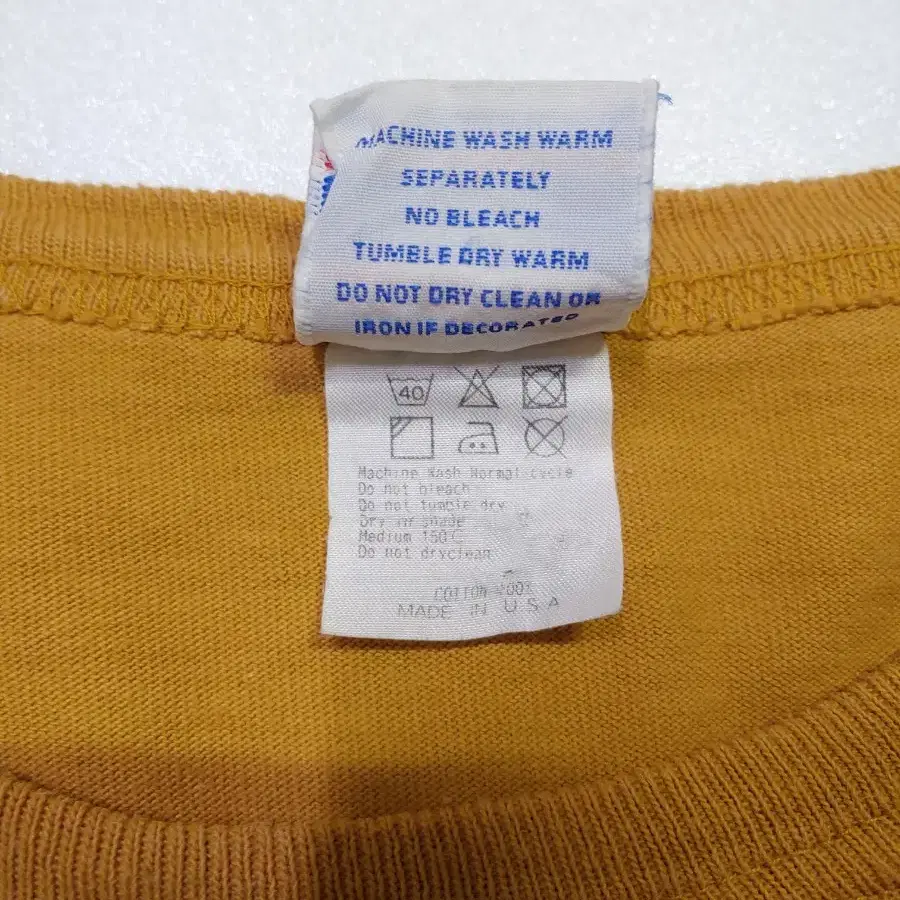 MACHINE WASH WARM
SEPARATELY
NO BLEACH
TUMBLE DRY WARM
DO NOT DRY CLEAN OR
IRON IF DECORATED
40
Machine Wash Normal cycle
Do not bleach
Do not tumble dry
Dry in shade
Medium 150 C
Do not dryclean
COTTON 100%
MADE IN U S A